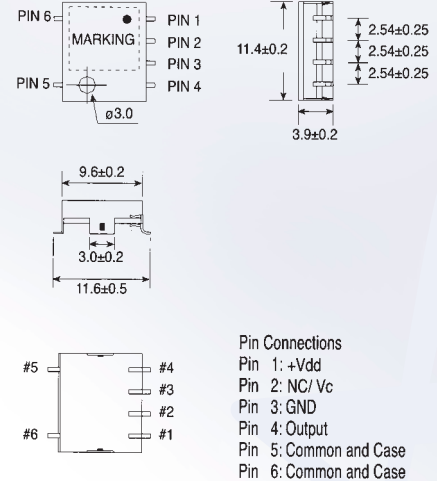 PIN 6
PIN 1
MARKING
PIN 2
PIN 3
PIN 5
PIN 4
ø3.0
11.4±0.2
2.54±0.25
2.54±0.25
2.54±0.25
3.9±0.2
9.6±0.2
3.0±0.2
11.6±0.5
#5
#4
#3
#2
#6
#1
Pin Connections
Pin 1: +Vdd
Pin 2: NC/ Vc
Pin 3: GND
Pin 4: Output
Pin 5: Common and Case
Pin 6: Common and Case